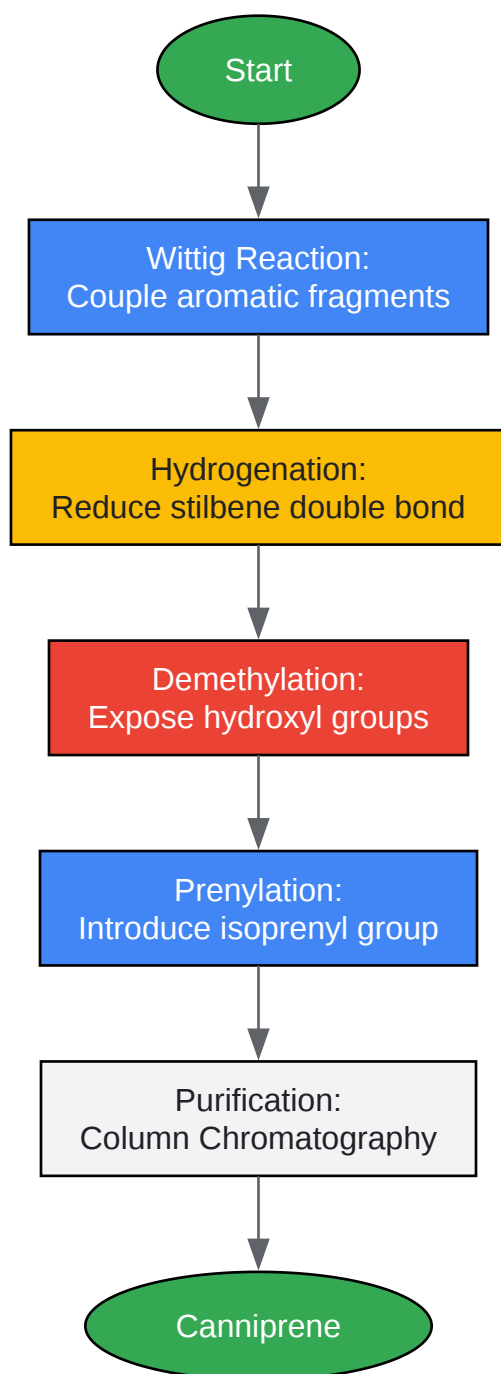 Start
Wittig Reaction:
Couple aromatic fragments
Hydrogenation:
Reduce stilbene double bond
Demethylation:
Expose hydroxyl groups
Prenylation:
Introduce isoprenyl group
Purification:
Column Chromatography
Canniprene